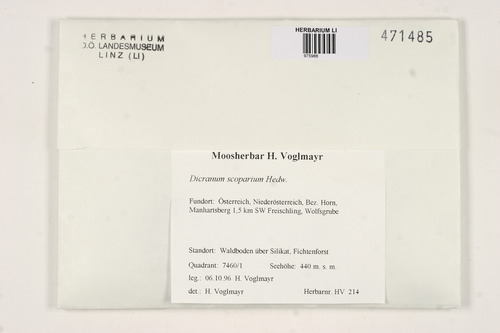 HERBARIUM
O.Ö. LANDESMUSEUM
LINZ (LI)
HERBARIUM LI
471485
Moosherbar H. Voglmayr
Dicranum scoparium Hedw.
Fundort: Österreich, Niederösterreich, Bez. Horn,
Manhartsberg 1,5 km SW Freischling, Wolfsgrube
Standort: Waldboden über Silikat, Fichtenforst
Quadrant: 7460/1 Seehöhe: 440 m. s. m.
leg.: 06.10.96 H. Voglmayr
det.: H. Voglmayr Herbarnr. HV 214